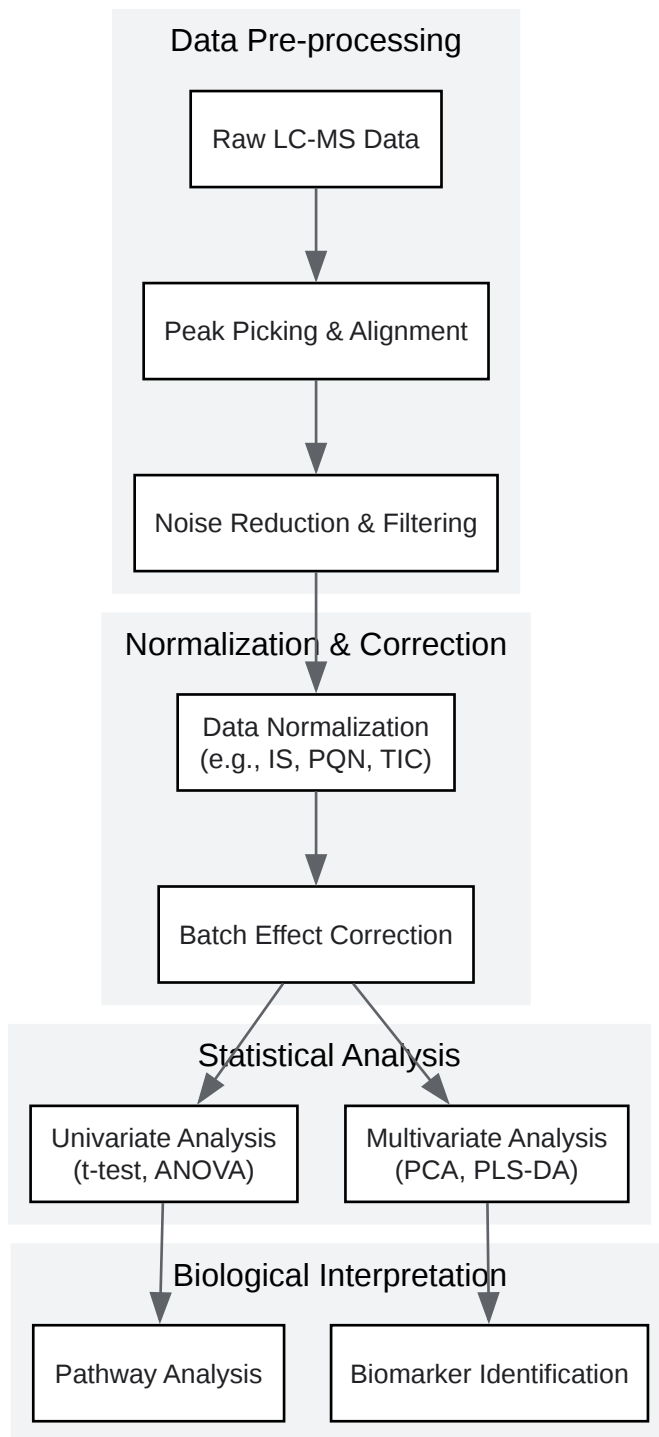 Data Pre-processing
Raw LC-MS Data
Peak Picking & Alignment
Noise Reduction & Filtering
Normalization & Correction
Data Normalization
(e.g., IS, PQN, TIC)
Batch Effect Correction
Statistical Analysis
Univariate Analysis
(t-test, ANOVA)
Multivariate Analysis
(PCA, PLS-DA)
Biological Interpretation
Pathway Analysis
Biomarker Identification